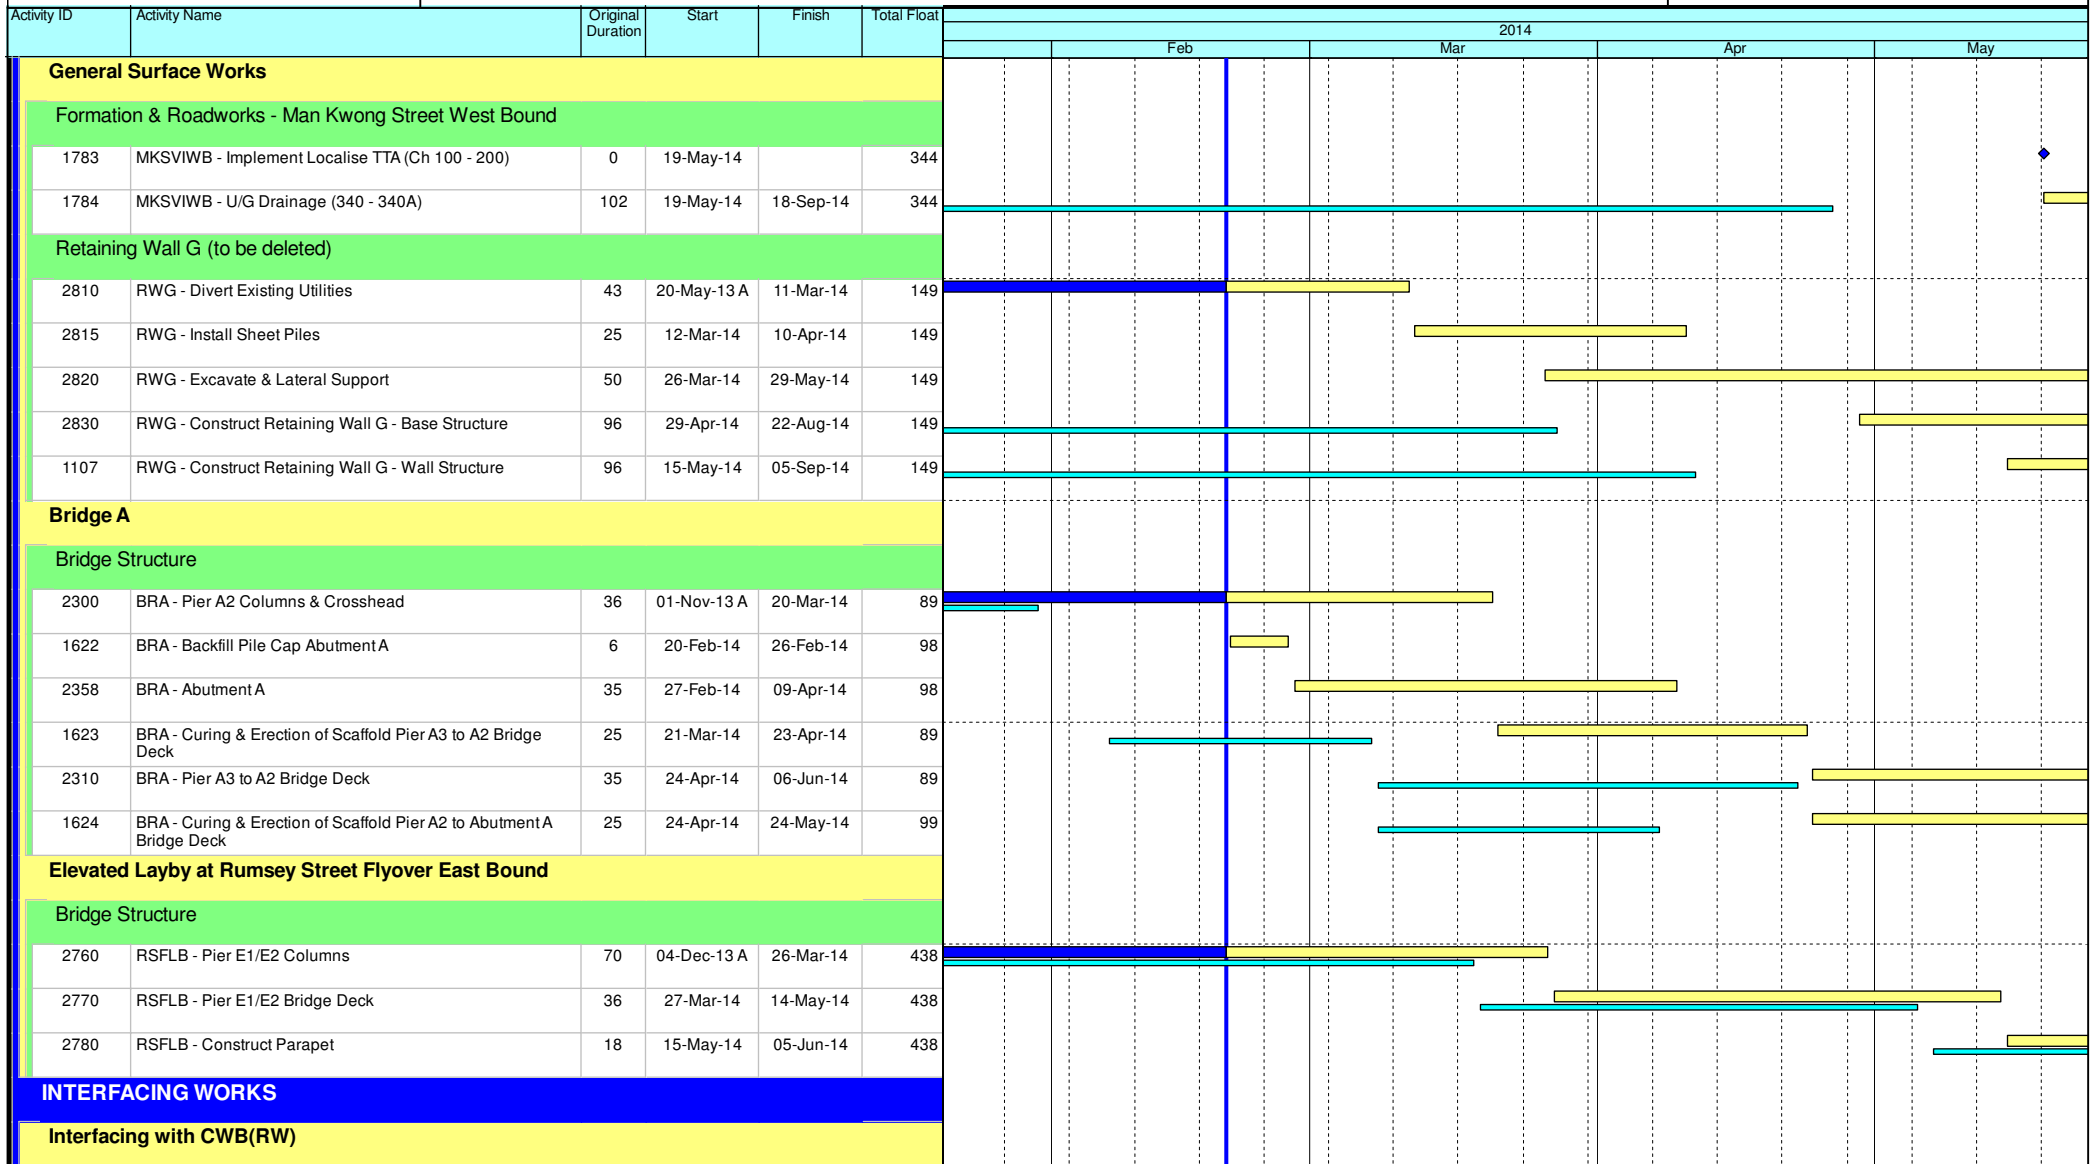 Activity ID Activity Name Original Duration Start Finish Total Float
2014
Feb Mar Apr May
General Surface Works
Formation & Roadworks - Man Kwong Street West Bound
1783 MKSVIWB - Implement Localise TTA (Ch 100 - 200) 0 19-May-14 344
1784 MKSVIWB - U/G Drainage (340 - 340A) 102 19-May-14 18-Sep-14 344
Retaining Wall G (to be deleted)
2810 RWG - Divert Existing Utilities 43 20-May-13 A 11-Mar-14 149
2815 RWG - Install Sheet Piles 25 12-Mar-14 10-Apr-14 149
2820 RWG - Excavate & Lateral Support 50 26-Mar-14 29-May-14 149
2830 RWG - Construct Retaining Wall G - Base Structure 96 29-Apr-14 22-Aug-14 149
1107 RWG - Construct Retaining Wall G - Wall Structure 96 15-May-14 05-Sep-14 149
Bridge A
Bridge Structure
2300 BRA - Pier A2 Columns & Crosshead 36 01-Nov-13 A 20-Mar-14 89
1622 BRA - Backfill Pile Cap Abutment A 6 20-Feb-14 26-Feb-14 98
2358 BRA - Abutment A 35 27-Feb-14 09-Apr-14 98
1623 BRA - Curing & Erection of Scaffold Pier A3 to A2 Bridge 25 21-Mar-14 23-Apr-14 89
Deck
2310 BRA - Pier A3 to A2 Bridge Deck 35 24-Apr-14 06-Jun-14 89
1624 BRA - Curing & Erection of Scaffold Pier A2 to Abutment A 25 24-Apr-14 24-May-14 99
Bridge Deck
Elevated Layby at Rumsey Street Flyover East Bound
Bridge Structure
2760 RSFLB - Pier E1/E2 Columns 70 04-Dec-13 A 26-Mar-14 438
2770 RSFLB - Pier E1/E2 Bridge Deck 36 27-Mar-14 14-May-14 438
2780 RSFLB - Construct Parapet 18 15-May-14 05-Jun-14 438
INTERFACING WORKS
Interfacing with CWB(RW)